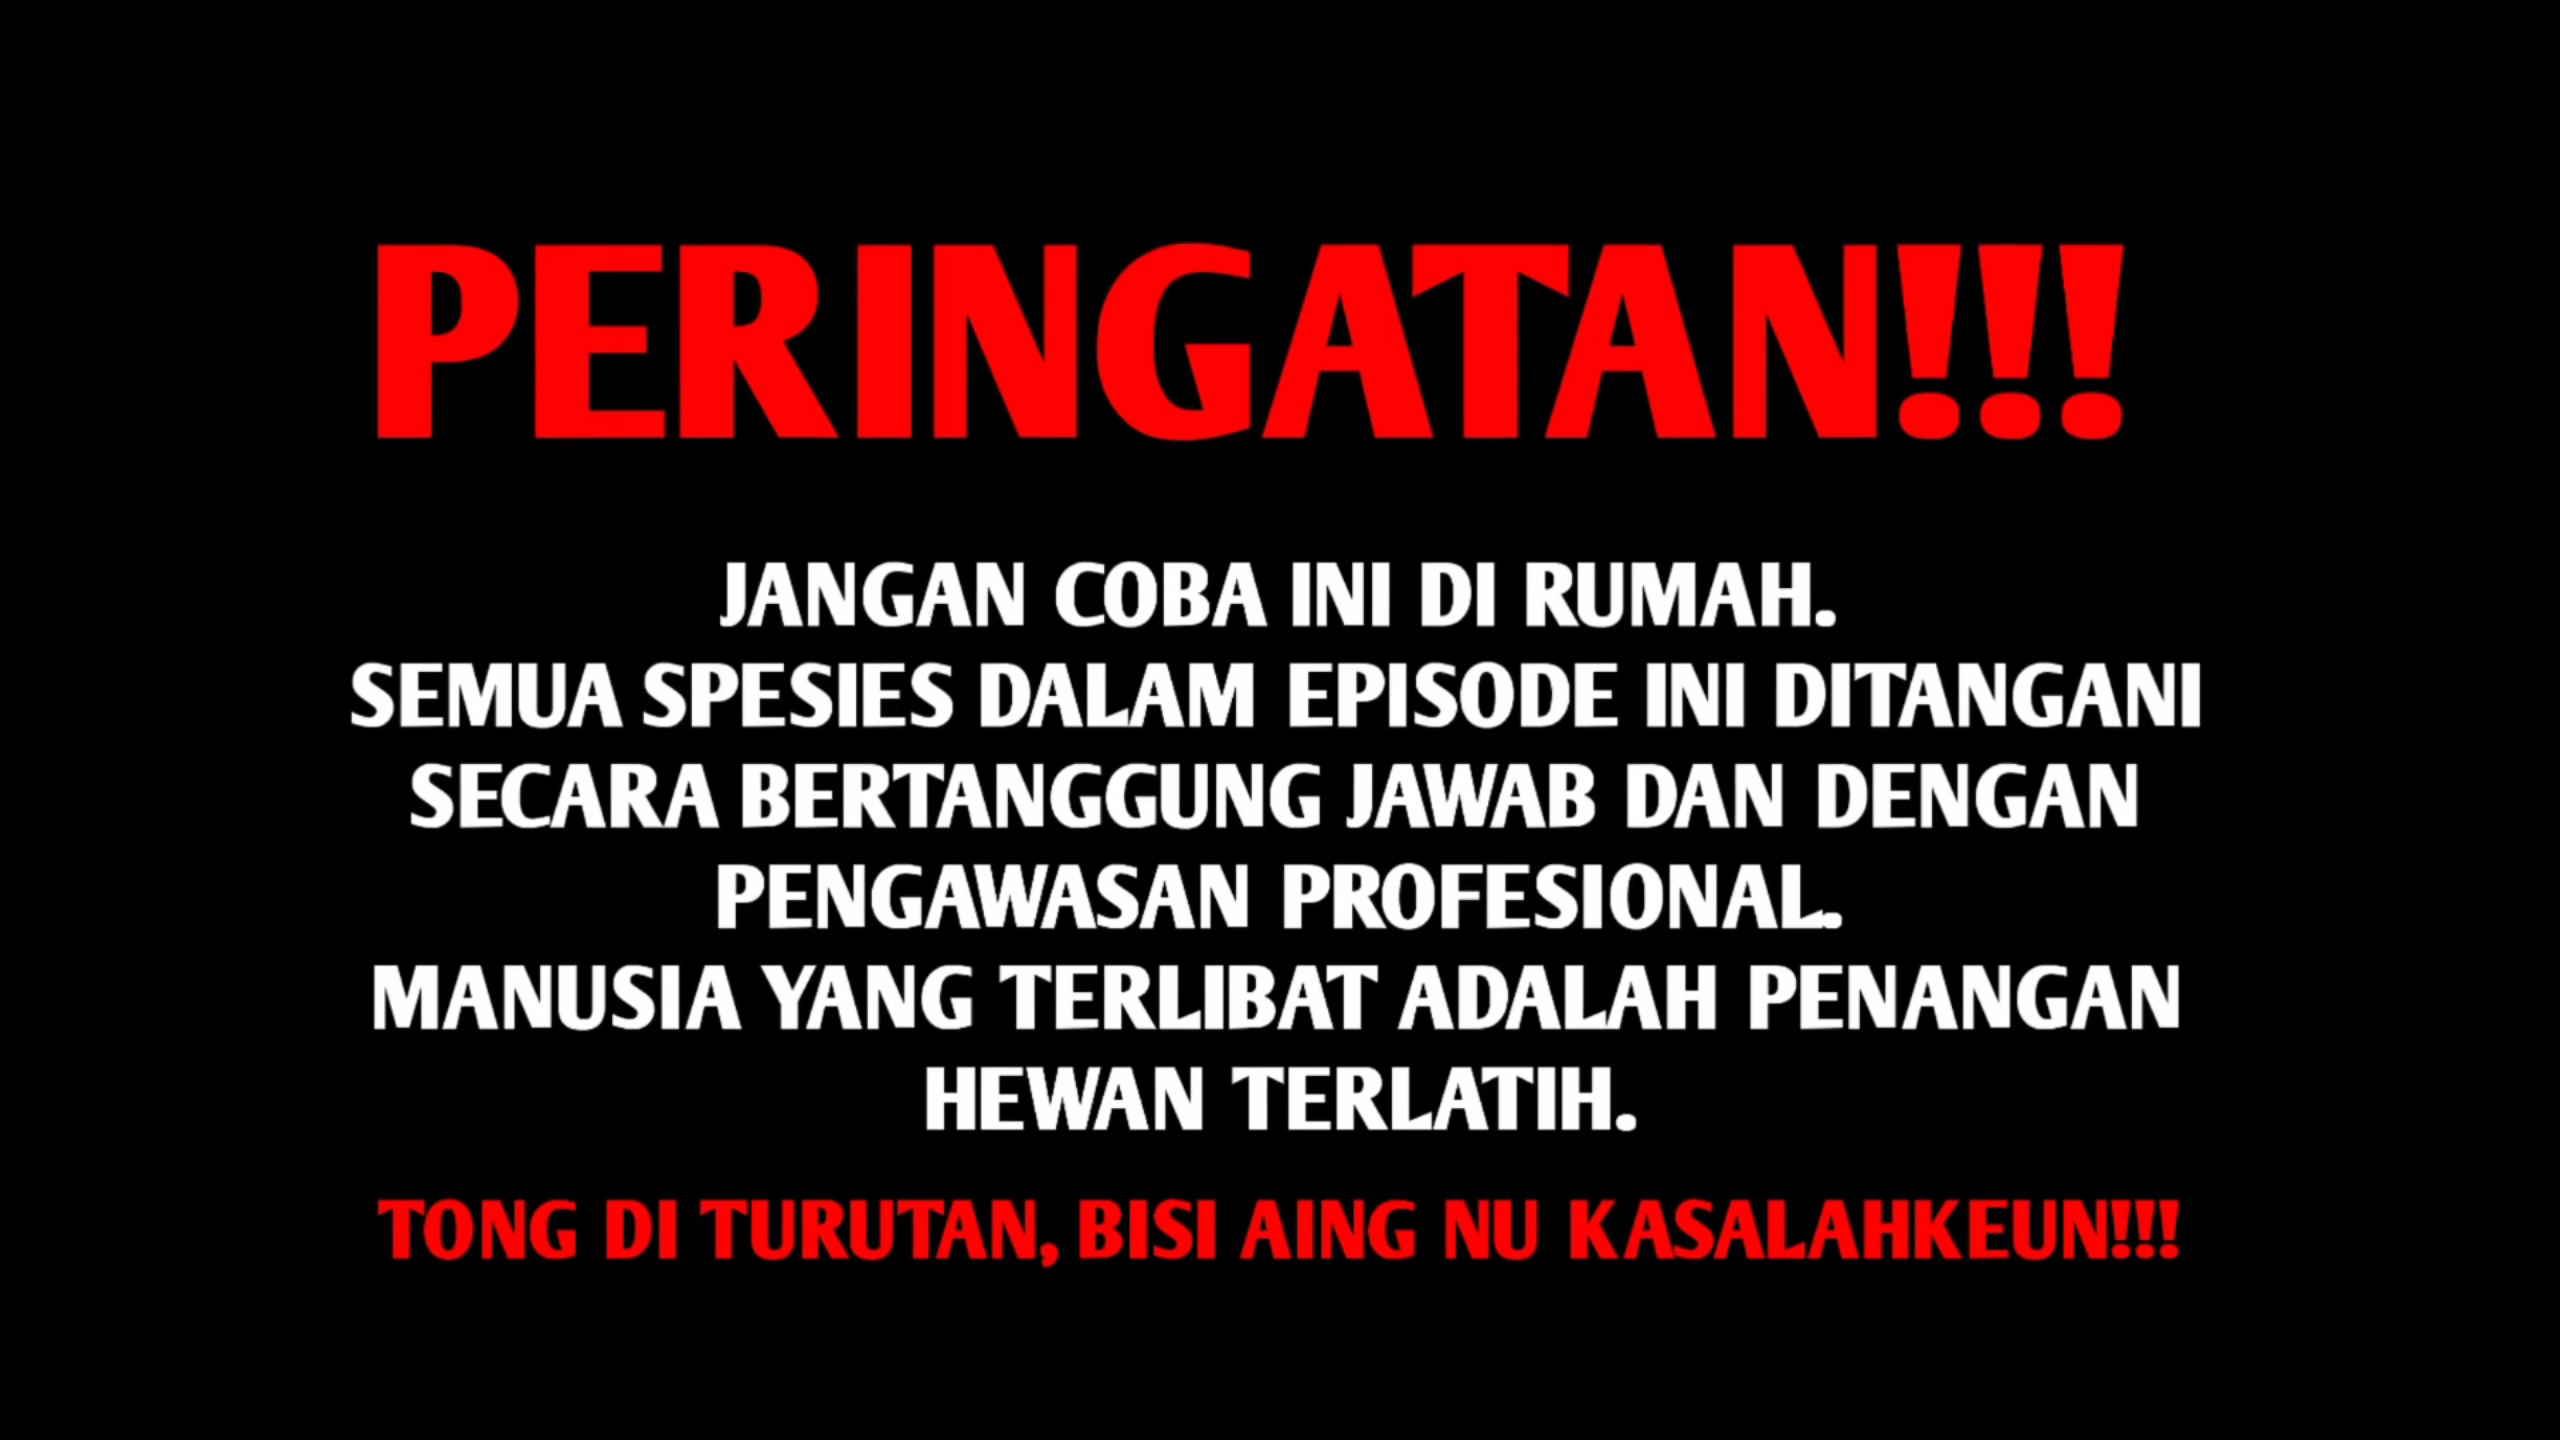 PERINGATAN!!!
JANGAN COBA INI DI RUMAH.
SEMUA SPESIES DALAM EPISODE INI DITANGANI
SECARA BERTANGGUNG JAWAB DAN DENGAN
PENGAWASAN PROFESIONAL.
MANUSIA YANG TERLIBAT ADALAH PENANGAN
HEWAN TERLATIH.
TONG DI TURUTAN, BISI AING NU KASALAHKEUN!!!